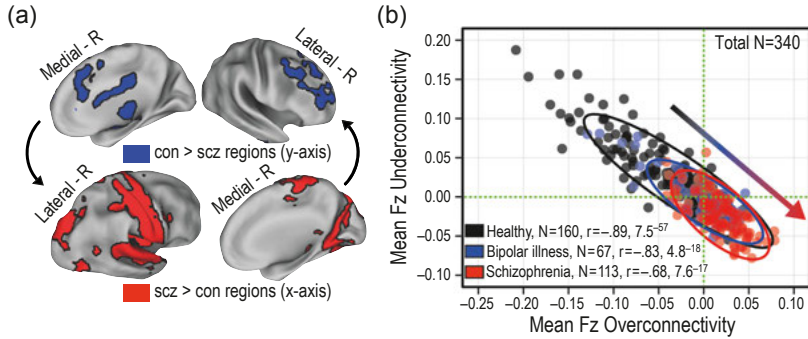 (a)
Medial - R
Lateral - R
con > scz regions (y-axis)
Lateral - R
Medial - R
scz > con regions (x-axis)
(b)
Total N=340
Mean Fz Underconnectivity
0.20
0.15
0.10
0.05
0.00
−0.05
−0.10
Healthy, N=160, r=−.89, 7.5⁻⁵⁷
Bipolar illness, N=67, r=−.83, 4.8⁻¹⁸
Schizophrenia, N=113, r=−.68, 7.6⁻¹⁷
−0.25 −0.20 −0.15 −0.10 −0.05 0.00 0.05 0.10
Mean Fz Overconnectivity